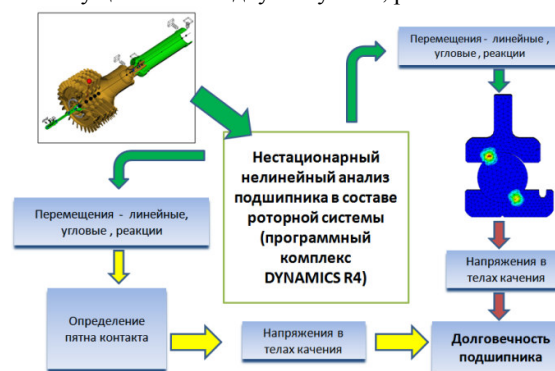 Перемещения - линейные ,
угловые , реакции
Нестационарный
нелинейный анализ
подшипника в составе
роторной системы
(программный
комплекс
DYNAMICS R4)
Перемещения - линейные,
угловые , реакции
Определение
пятна контакта
Напряжения в
телах качения
Напряжения в
телах качения
Долговечность
подшипника